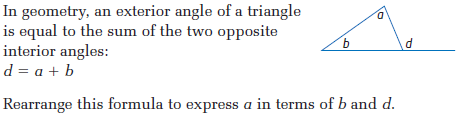 In geometry, an exterior angle of a triangle
is equal to the sum of the two opposite
interior angles:
d = a + b
a
b
d
Rearrange this formula to express a in terms of b and d.